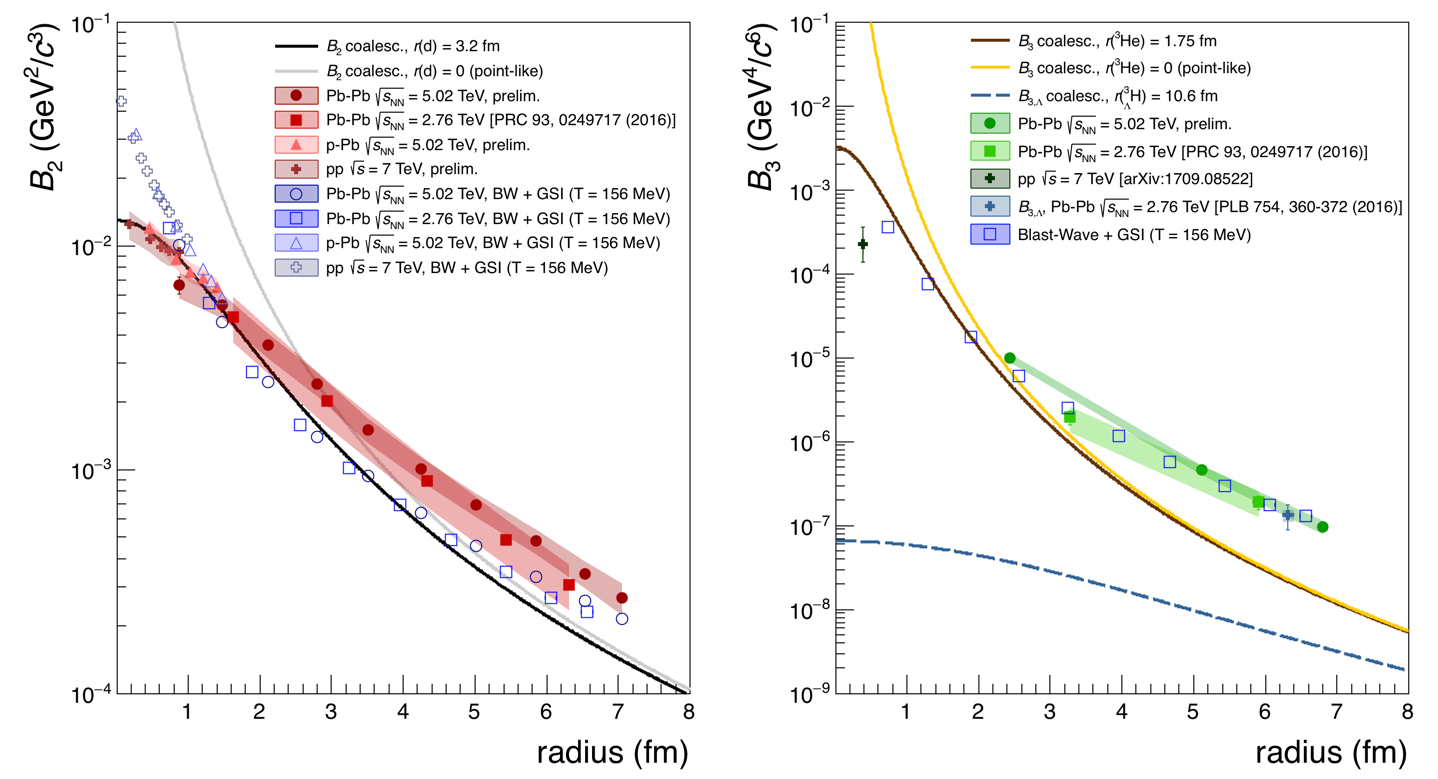 B₂ (GeV²/c³)
10⁻¹
10⁻²
10⁻³
10⁻⁴
B₂ coalesc., r(d) = 3.2 fm
B₂ coalesc., r(d) = 0 (point-like)
Pb-Pb √sNN = 5.02 TeV, prelim.
Pb-Pb √sNN = 2.76 TeV [PRC 93, 0249717 (2016)]
p-Pb √sNN = 5.02 TeV, prelim.
pp √s = 7 TeV, prelim.
Pb-Pb √sNN = 5.02 TeV, BW + GSI (T = 156 MeV)
Pb-Pb √sNN = 2.76 TeV, BW + GSI (T = 156 MeV)
p-Pb √sNN = 5.02 TeV, BW + GSI (T = 156 MeV)
pp √s = 7 TeV, BW + GSI (T = 156 MeV)
1 2 3 4 5 6 7 8
radius (fm)
B₃ (GeV⁴/c⁶)
10⁻¹
10⁻²
10⁻³
10⁻⁴
10⁻⁵
10⁻⁶
10⁻⁷
10⁻⁸
10⁻⁹
B₃ coalesc., r(³He) = 1.75 fm
B₃ coalesc., r(³He) = 0 (point-like)
B₃,Λ coalesc., r(³ΛH) = 10.6 fm
Pb-Pb √sNN = 5.02 TeV, prelim.
Pb-Pb √sNN = 2.76 TeV [PRC 93, 0249717 (2016)]
pp √s = 7 TeV [arXiv:1709.08522]
B₃,Λ, Pb-Pb √sNN = 2.76 TeV [PLB 754, 360-372 (2016)]
Blast-Wave + GSI (T = 156 MeV)
1 2 3 4 5 6 7 8
radius (fm)